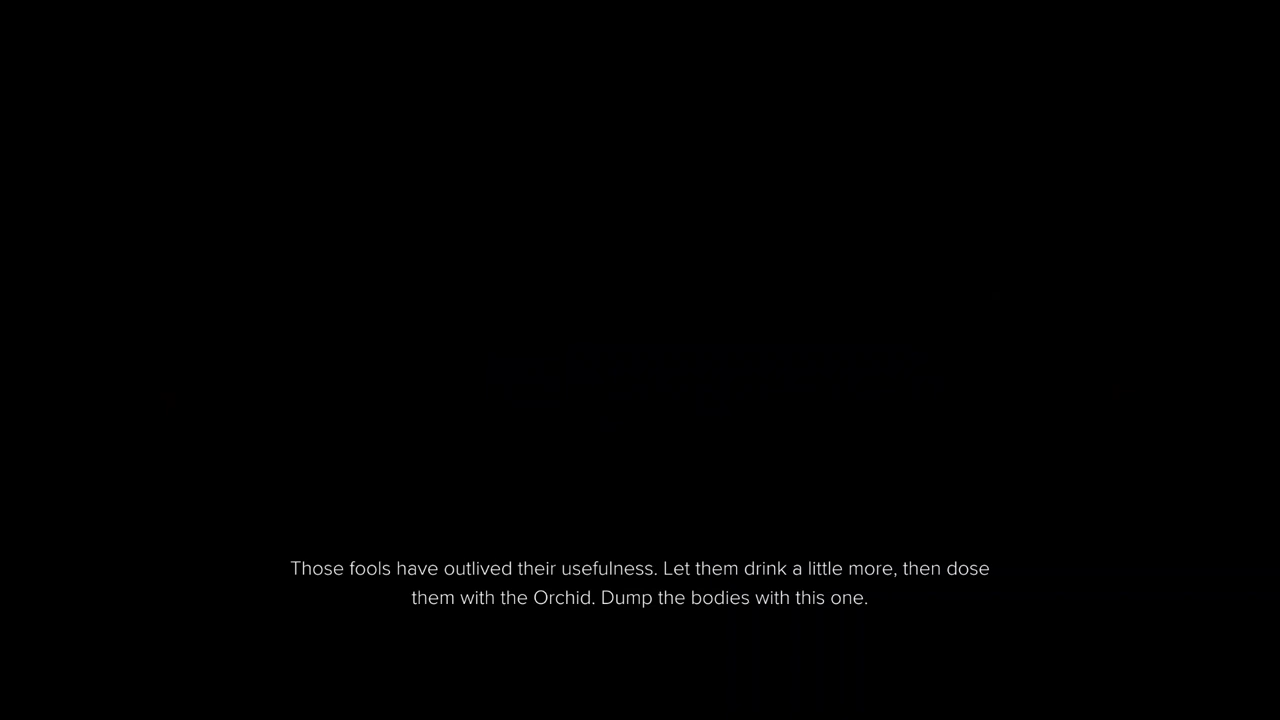 Those fools have outlived their usefulness. Let them drink a little more, then dose
them with the Orchid. Dump the bodies with this one.